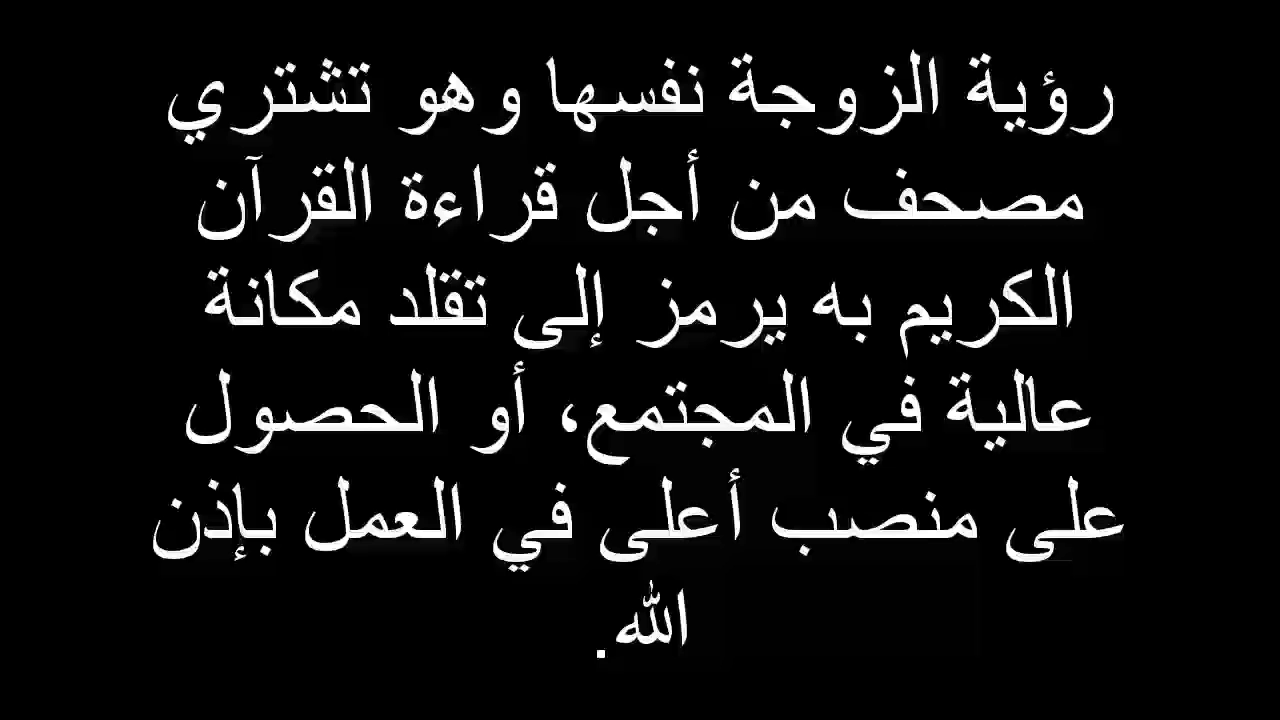 رؤية الزوجة نفسها وهو تشتري
مصحف من أجل قراءة القرآن
الكريم به يرمز إلى تقلد مكانة
عالية في المجتمع، أو الحصول
على منصب أعلى في العمل بإذن
الله.